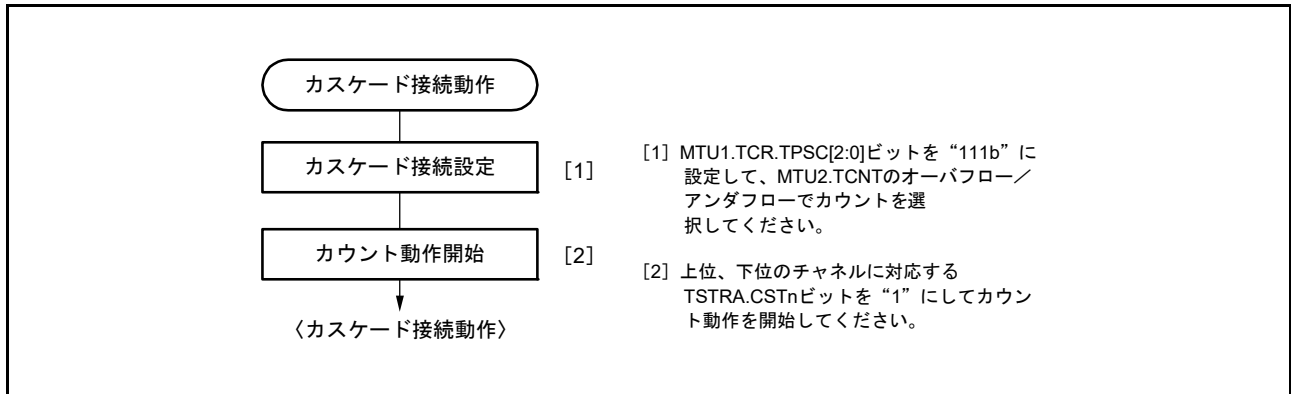 カスケード接続動作
カスケード接続設定
[1]
カウント動作開始
[2]
〈カスケード接続動作〉
[1] MTU1.TCR.TPSC[2:0]ビットを“111b”に
設定して、MTU2.TCNTのオーバフロー／
アンダフローでカウントを選
択してください。
[2] 上位、下位のチャネルに対応する
TSTRA.CSTnビットを“1”にしてカウン
ト動作を開始してください。